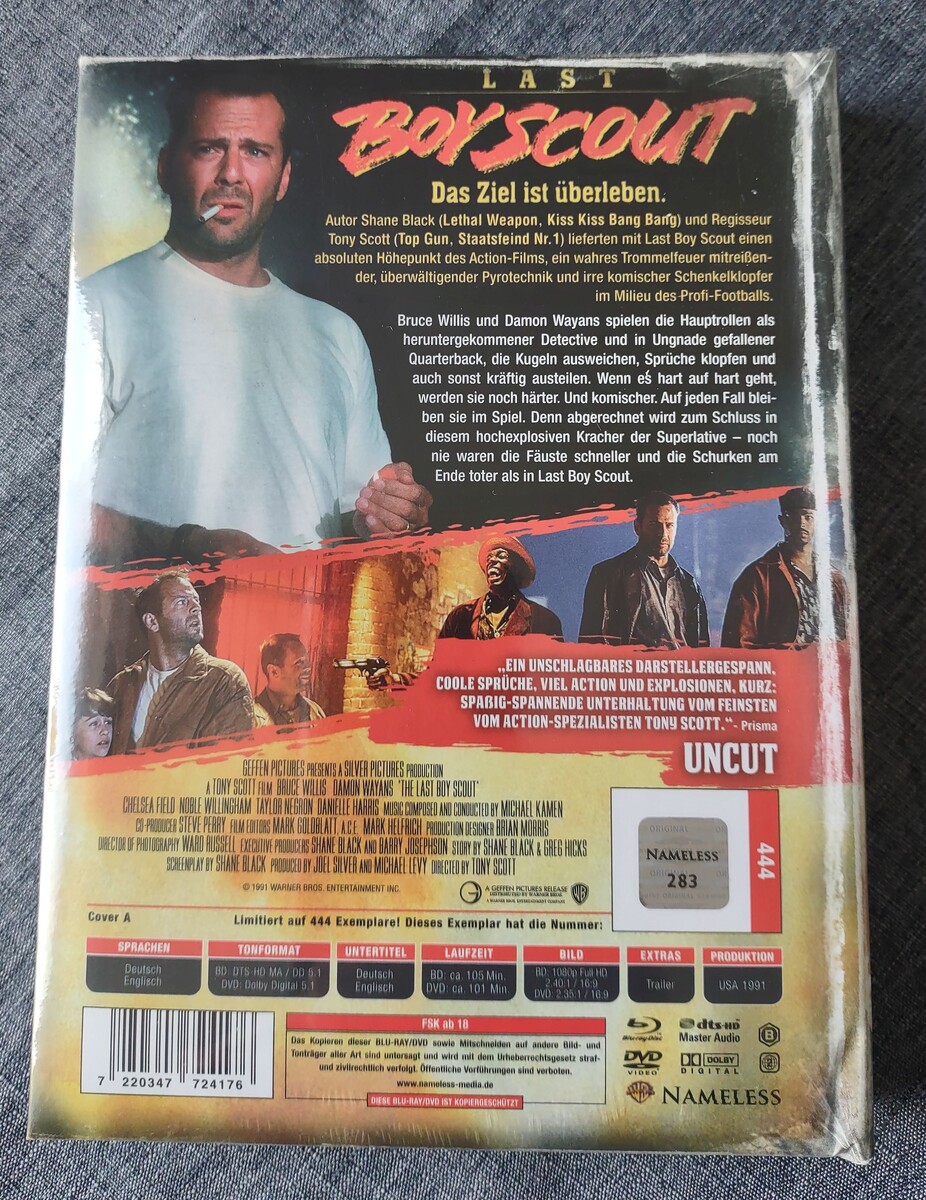 LAST
BOY SCOUT
Das Ziel ist überleben.
Autor Shane Black (Lethal Weapon, Kiss Kiss Bang Bang) und Regisseur
Tony Scott (Top Gun, Staatsfeind Nr.1) lieferten mit Last Boy Scout einen
absoluten Höhepunkt des Action-Films, ein wahres Trommelfeuer mitreißen-
der, überwältigender Pyrotechnik und irre komischer Schenkelklopfer
im Milieu des Profi-Footballs.
Bruce Willis und Damon Wayans spielen die Hauptrollen als
heruntergekommener Detective und in Ungnade gefallener
Quarterback, die Kugeln ausweichen, Sprüche klopfen und
auch sonst kräftig austeilen. Wenn es hart auf hart geht,
werden sie noch härter. Und komischer. Auf jeden Fall blei-
ben sie im Spiel. Denn abgerechnet wird zum Schluss in
diesem hochexplosiven Kracher der Superlative – noch
nie waren die Fäuste schneller und die Schurken am
Ende toter als in Last Boy Scout.
„EIN UNSCHLAGBARES DARSTELLERGESPANN,
COOLE SPRÜCHE, VIEL ACTION UND EXPLOSIONEN, KURZ:
SPAßIG-SPANNENDE UNTERHALTUNG VOM FEINSTEN
VOM ACTION-SPEZIALISTEN TONY SCOTT.“ - Prisma
UNCUT
GEFFEN PICTURES PRESENTS A SILVER PICTURES PRODUCTION
A TONY SCOTT FILM BRUCE WILLIS DAMON WAYANS "THE LAST BOY SCOUT"
CHELSEA FIELD NOBLE WILLINGHAM TAYLOR NEGRON DANIELLE HARRIS MUSIC COMPOSED AND CONDUCTED BY MICHAEL KAMEN
CO-PRODUCER STEVE PERRY FILM EDITORS MARK GOLDBLATT, A.C.E. MARK HELFRICH PRODUCTION DESIGNER BRIAN MORRIS
DIRECTOR OF PHOTOGRAPHY WARD RUSSELL EXECUTIVE PRODUCERS SHANE BLACK AND BARRY JOSEPHSON STORY BY SHANE BLACK & GREG HICKS
SCREENPLAY BY SHANE BLACK PRODUCED BY JOEL SILVER AND MICHAEL LEVY DIRECTED BY TONY SCOTT
© 1991 WARNER BROS. ENTERTAINMENT INC.
A GEFFEN PICTURES RELEASE
DISTRIBUTED BY WARNER BROS.
A WARNER BROS. ENTERTAINMENT COMPANY
ORIGINAL
NAMELESS
283
444
Cover A
Limitiert auf 444 Exemplare! Dieses Exemplar hat die Nummer:
SPRACHEN
Deutsch
Englisch
TONFORMAT
BD: DTS HD MA / DD 5.1
DVD: Dolby Digital 5.1
UNTERTITEL
Deutsch
Englisch
LAUFZEIT
BD: ca. 105 Min.
DVD: ca. 101 Min.
BILD
BD: 1080p Full HD
2.40:1 / 16:9
DVD: 2.35:1 / 16:9
EXTRAS
Trailer
PRODUKTION
USA 1991
7 220347 724176
FSK ab 18
Das Kopieren dieser BLU-RAY/DVD sowie Mitschneiden auf andere Bild- und
Tonträger aller Art sind untersagt und wird mit dem Urheberrechtsgesetz straf-
und zivilrechtlich verfolgt. Öffentliche Vorführungen sind verboten.
www.nameless-media.de
DIESE BLU-RAY/DVD IST KOPIERGESCHÜTZT
Blu-ray Disc
dts-HD
Master Audio
B
DVD
VIDEO
DOLBY
DIGITAL
2
NAMELESS